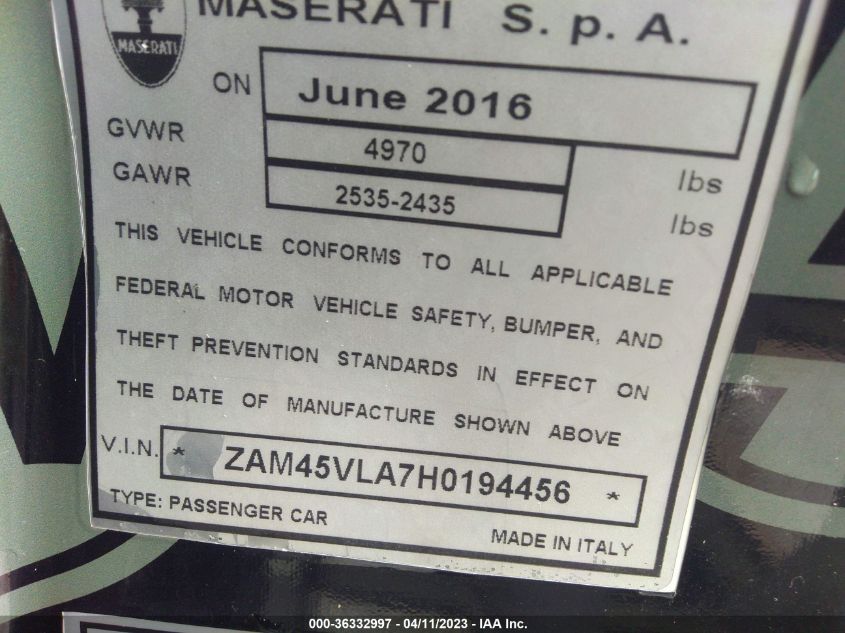 MASERATI S. p. A.
MASERATI
ON June 2016
GVWR 4970 lbs
GAWR 2535-2435 lbs
THIS VEHICLE CONFORMS TO ALL APPLICABLE
FEDERAL MOTOR VEHICLE SAFETY, BUMPER, AND
THEFT PREVENTION STANDARDS IN EFFECT ON
THE DATE OF MANUFACTURE SHOWN ABOVE
V.I.N. * ZAM45VLA7H0194456 *
TYPE: PASSENGER CAR
MADE IN ITALY
000-36332997 - 04/11/2023 - IAA Inc.